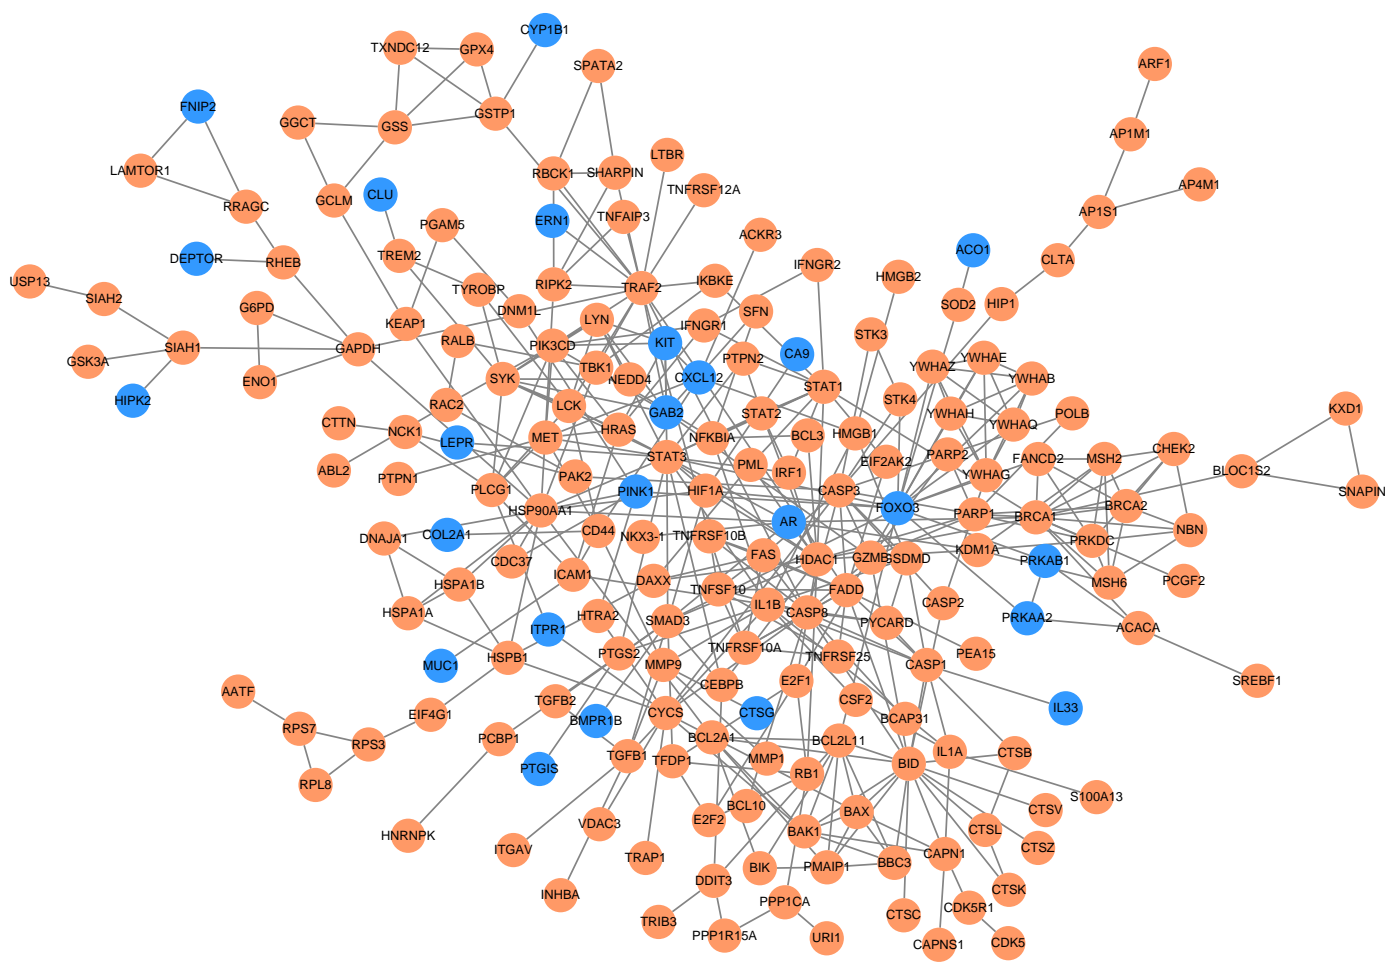 CYP1B1
TXNDC12
GPX4
SPATA2
ARF1
FNIP2
GGCT
GSS
GSTP1
AP1M1
LTBR
LAMTOR1
RBCK1
SHARPIN
TNFRSF12A
AP4M1
CLU
GCLM
RRAGC
PGAM5
ERN1
TNFAIP3
AP1S1
ACKR3
DEPTOR
RHEB
TREM2
IFNGR2
ACO1
CLTA
USP13
SIAH2
TYROBP
RIPK2
TRAF2
IKBKE
HMGB2
G6PD
DNM1L
SOD2
HIP1
KEAP1
LYN
IFNGR1
SFN
STK3
SIAH1
GAPDH
RALB
PIK3CD
KIT
GSK3A
ENO1
TBK1
PTPN2
CA9
YWHAZ
YWHAE
SYK
NEDD4
CXCL12
STAT1
YWHAB
HIPK2
RAC2
LCK
GAB2
STAT2
STK4
YWHAH
POLB
KXD1
CTTN
NCK1
LEPR
MET
HRAS
NFKBIA
BCL3
HMGB1
YWHAQ
ABL2
PTPN1
STAT3
PML
IRF1
EIF2AK2
PARP2
FANCD2
MSH2
CHEK2
BLOC1S2
PLCG1
PAK2
PINK1
HIF1A
CASP3
YWHAG
SNAPIN
HSP90AA1
AR
FOXO3
PARP1
BRCA1
BRCA2
COL2A1
CD44
NKX3-1
TNFRSF10B
NBN
DNAJA1
CDC37
FAS
HDAC1
GZMB
GSDMD
KDM1A
PRKDC
PRKAB1
HSPA1B
ICAM1
DAXX
MSH6
PCGF2
HSPA1A
TNFSF10
IL1B
FADD
CASP2
HTRA2
SMAD3
CASP8
PYCARD
PRKAA2
ACACA
ITPR1
HSPB1
PTGS2
MMP9
TNFRSF10A
TNFRSF25
CASP1
PEA15
MUC1
SREBF1
AATF
CEBPB
E2F1
TGFB2
CSF2
IL33
RPS7
EIF4G1
PCBP1
BMPR1B
CYCS
CTSG
BCAP31
RPS3
BCL2A1
BCL2L11
RPL8
PTGIS
TGFB1
TFDP1
MMP1
RB1
BID
IL1A
CTSB
S100A13
HNRNPK
VDAC3
E2F2
BCL10
BAX
CTSV
ITGAV
TRAP1
BAK1
CTSL
CTSZ
INHBA
DDIT3
BIK
PMAIP1
BBC3
CAPN1
CTSK
TRIB3
PPP1CA
CTSC
CDK5R1
PPP1R15A
URI1
CAPNS1
CDK5